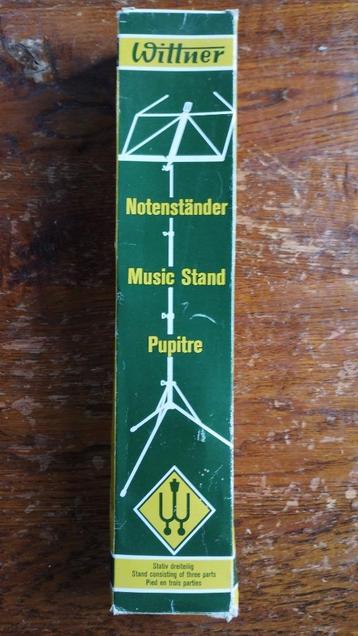 Wittner
Notenständer
Music Stand
Pupitre
Stativ dreiteilig
Stand consisting of three parts
Pied en trois parties